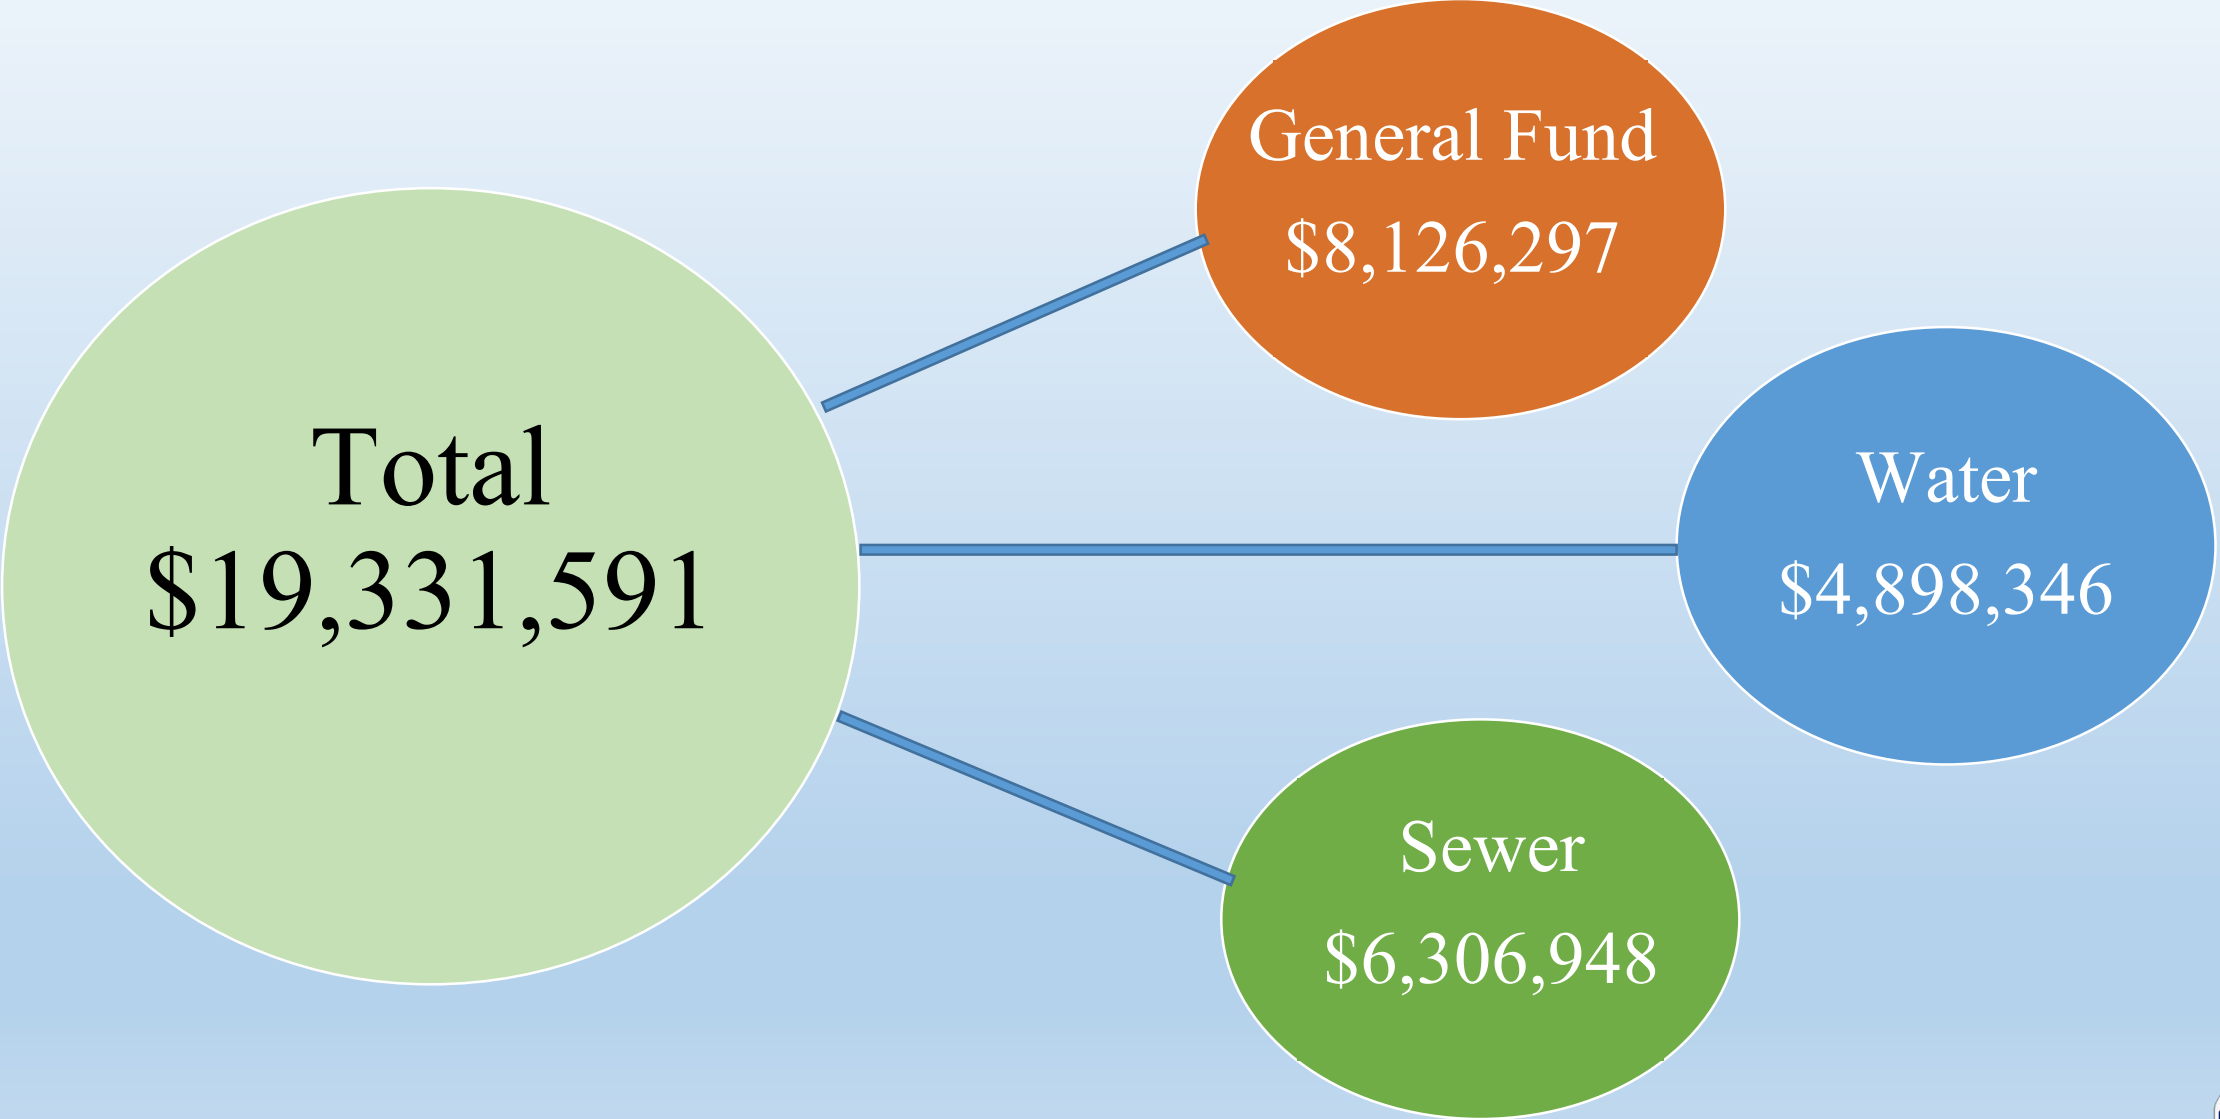 General Fund
$8,126,297
Total
$19,331,591
Water
$4,898,346
Sewer
$6,306,948